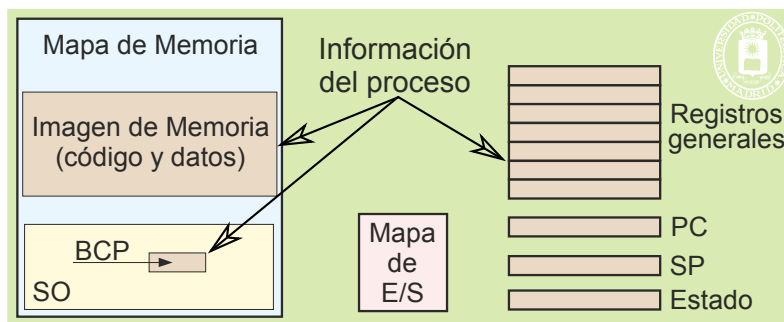 Mapa de Memoria
Información
del proceso
Imagen de Memoria
(código y datos)
Registros
generales
BCP
SO
Mapa
de
E/S
PC
SP
Estado